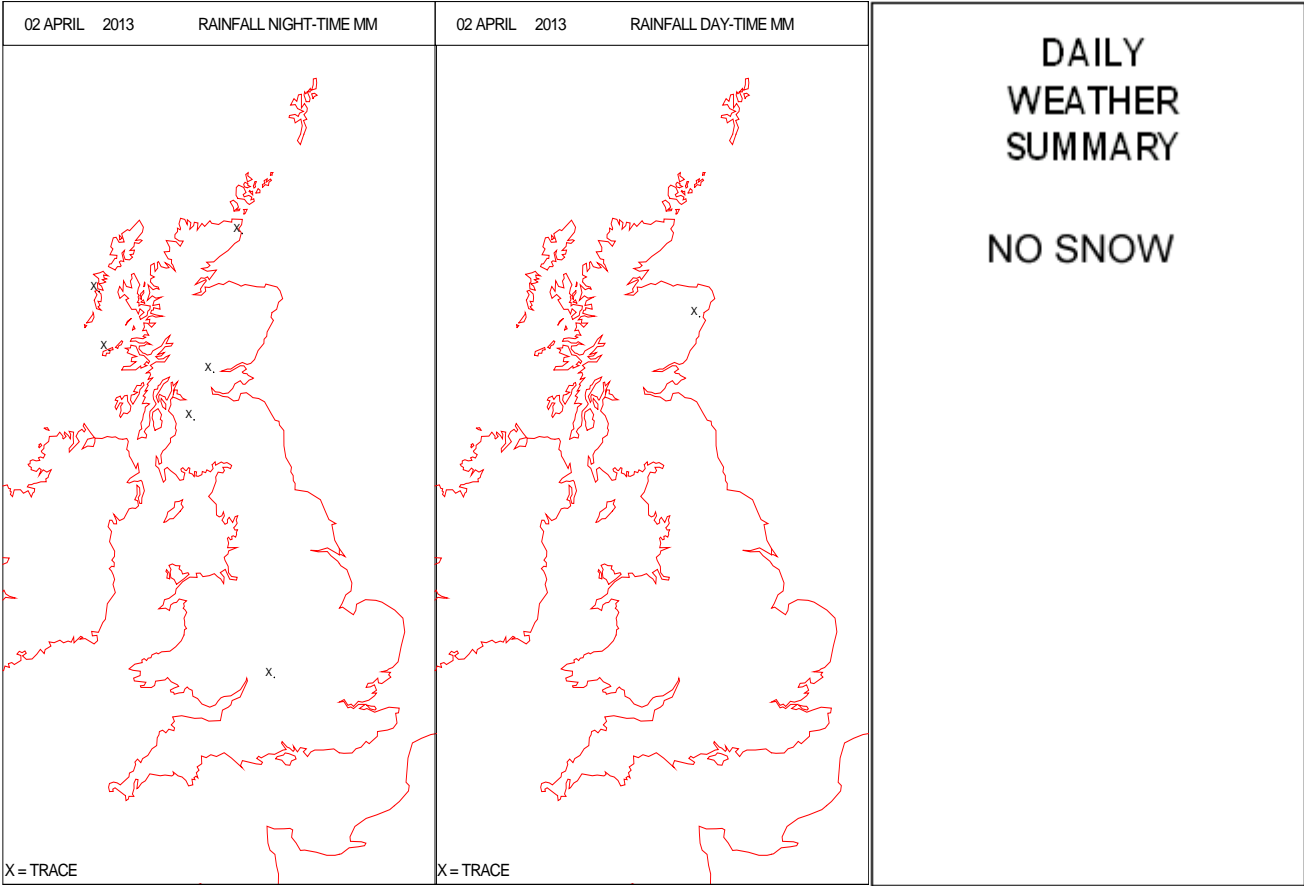 02 APRIL 2013 RAINFALL NIGHT-TIME MM
X.
X
X
X.
X.
X.
X = TRACE
02 APRIL 2013 RAINFALL DAY-TIME MM
X.
X = TRACE
DAILY
WEATHER
SUMMARY
NO SNOW